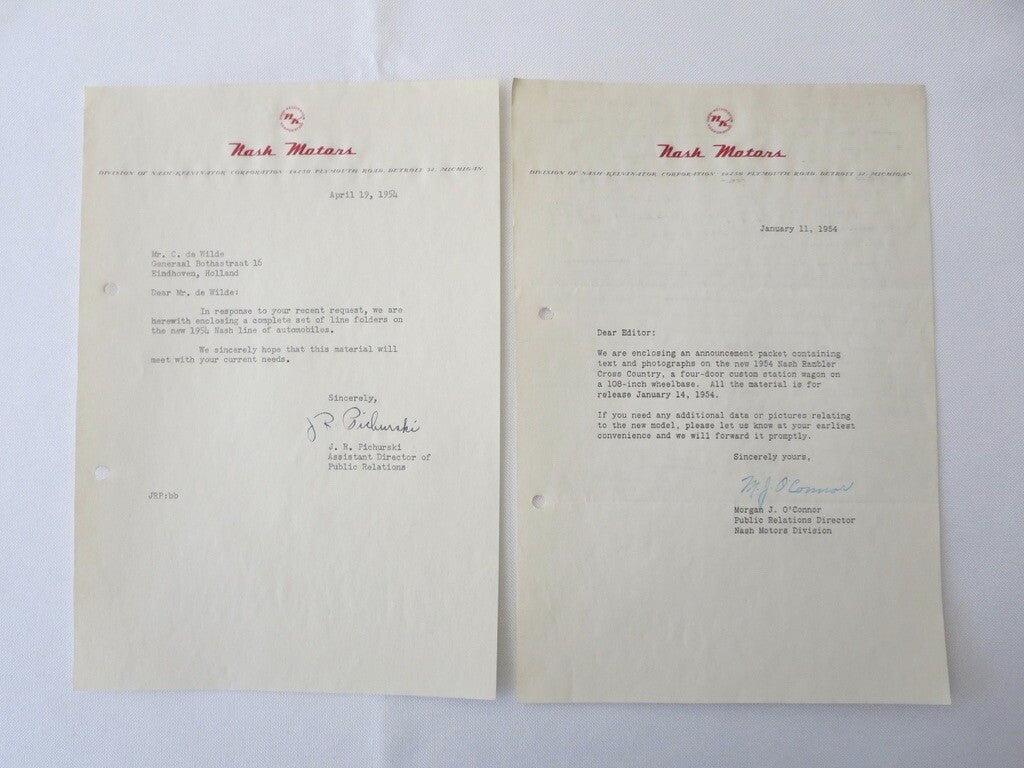 NK
Nash Motors
DIVISION OF NASH-KELVINATOR CORPORATION 14250 PLYMOUTH ROAD, DETROIT 32, MICHIGAN
April 19, 1954
Mr. C. de Wilde
Generaal Bothastraat 16
Eindhoven, Holland
Dear Mr. de Wilde:
In response to your recent request, we are
herewith enclosing a complete set of line folders on
the new 1954 Nash line of automobiles.
We sincerely hope that this material will
meet with your current needs.
Sincerely,
J R Pichurski
J. R. Pichurski
Assistant Director of
Public Relations
JRP:bb
NK
Nash Motors
DIVISION OF NASH-KELVINATOR CORPORATION 14250 PLYMOUTH ROAD, DETROIT 32, MICHIGAN
January 11, 1954
Dear Editor:
We are enclosing an announcement packet containing
text and photographs on the new 1954 Nash Rambler
Cross Country, a four-door custom station wagon on
a 108-inch wheelbase. All the material is for
release January 14, 1954.
If you need any additional data or pictures relating
to the new model, please let us know at your earliest
convenience and we will forward it promptly.
Sincerely yours,
M. J. O'Connor
Morgan J. O'Connor
Public Relations Director
Nash Motors Division